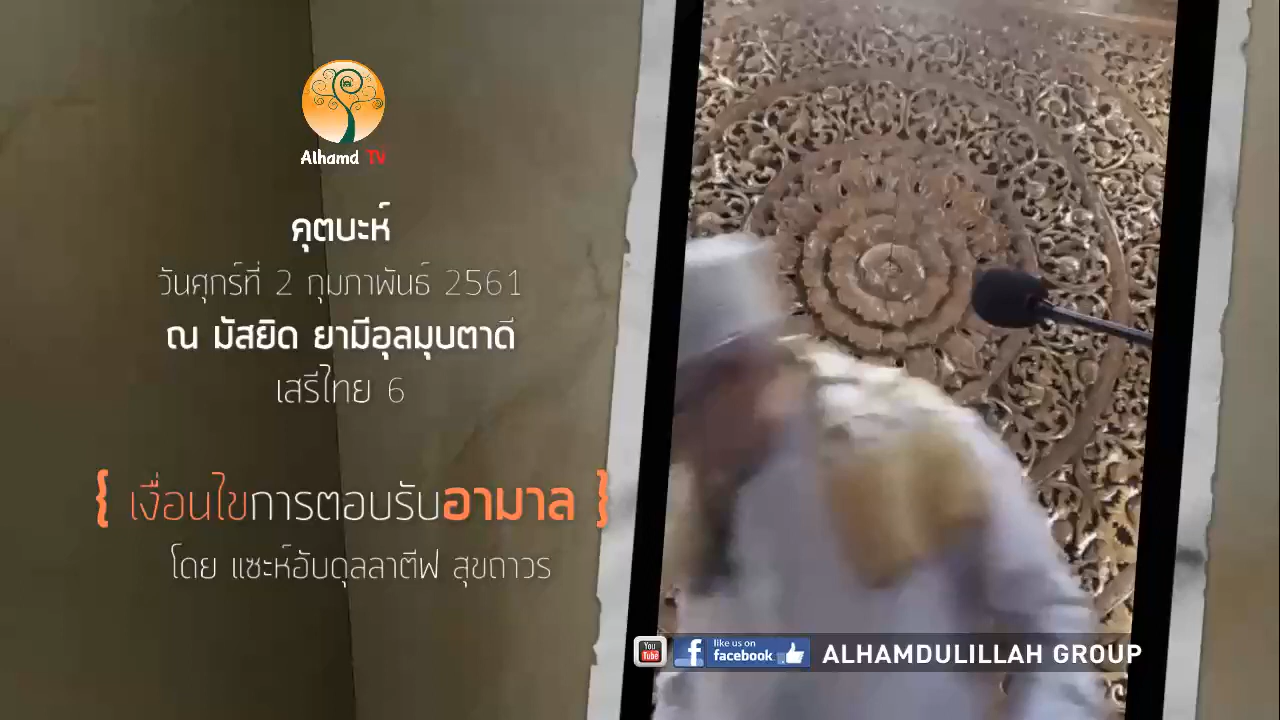 Alhamd TV
คุตบะห์
วันศุกร์ที่ 2 กุมภาพันธ์ 2561
ณ มัสยิด ยามีอุลมุบตาดี
เสรีไทย 6
{ เงื่อนไขการตอบรับอามาล }
โดย แซะห์อับดุลลาตีฟ สุขถาวร
You Tube
like us on
facebook
ALHAMDULILLAH GROUP